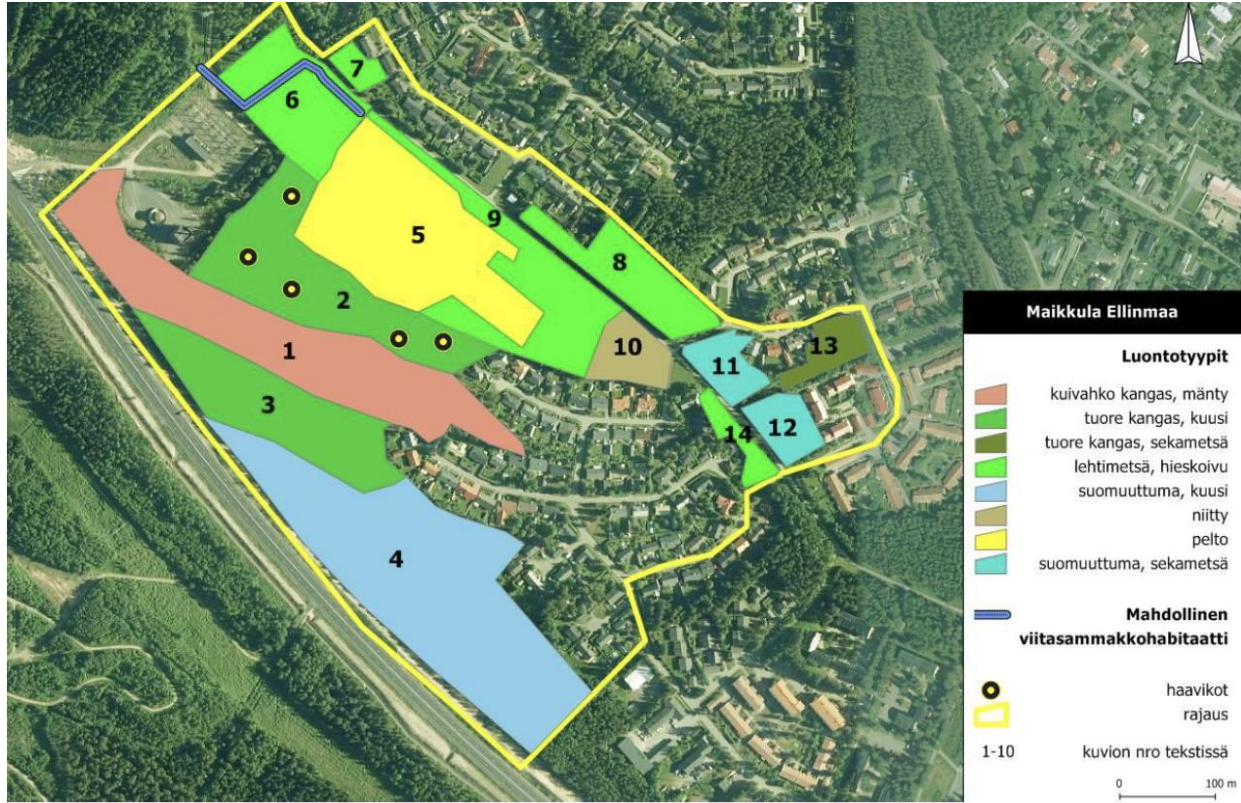 7
6
9
5
8
2
10
13
1
11
3
12
14
4
Maikkula Ellinmaa
Luontotyypit
kuivahko kangas, mänty
tuore kangas, kuusi
tuore kangas, sekametsä
lehtimetsä, hieskoivu
suomuuttuma, kuusi
niitty
pelto
suomuuttuma, sekametsä
Mahdollinen
viitasammakkohabitaatti
haavikot
rajaus
1-10 kuvion nro tekstissä
0 100 m